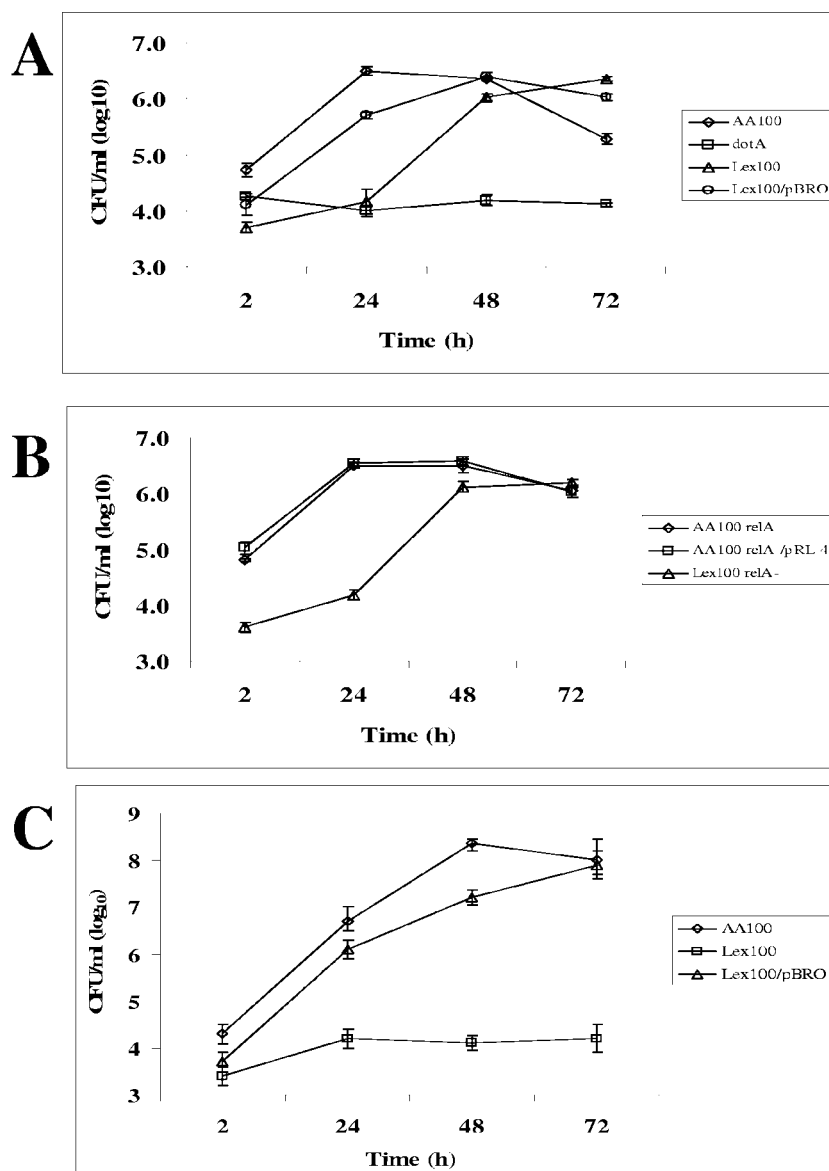 A
CFU/ml (log10)
7.0
6.0
5.0
4.0
3.0
2 24 48 72
Time (h)
AA100
dotA
Lex100
Lex100/pBRO
B
CFU/ml (log10)
7.0
6.0
5.0
4.0
3.0
2 24 48 72
Time (h)
AA100 relA
AA100 relA /pRL 4
Lex100 relA-
C
CFU/ml (log10)
9
8
7
6
5
4
3
2 24 48 72
Time (h)
AA100
Lex100
Lex100/pBRO